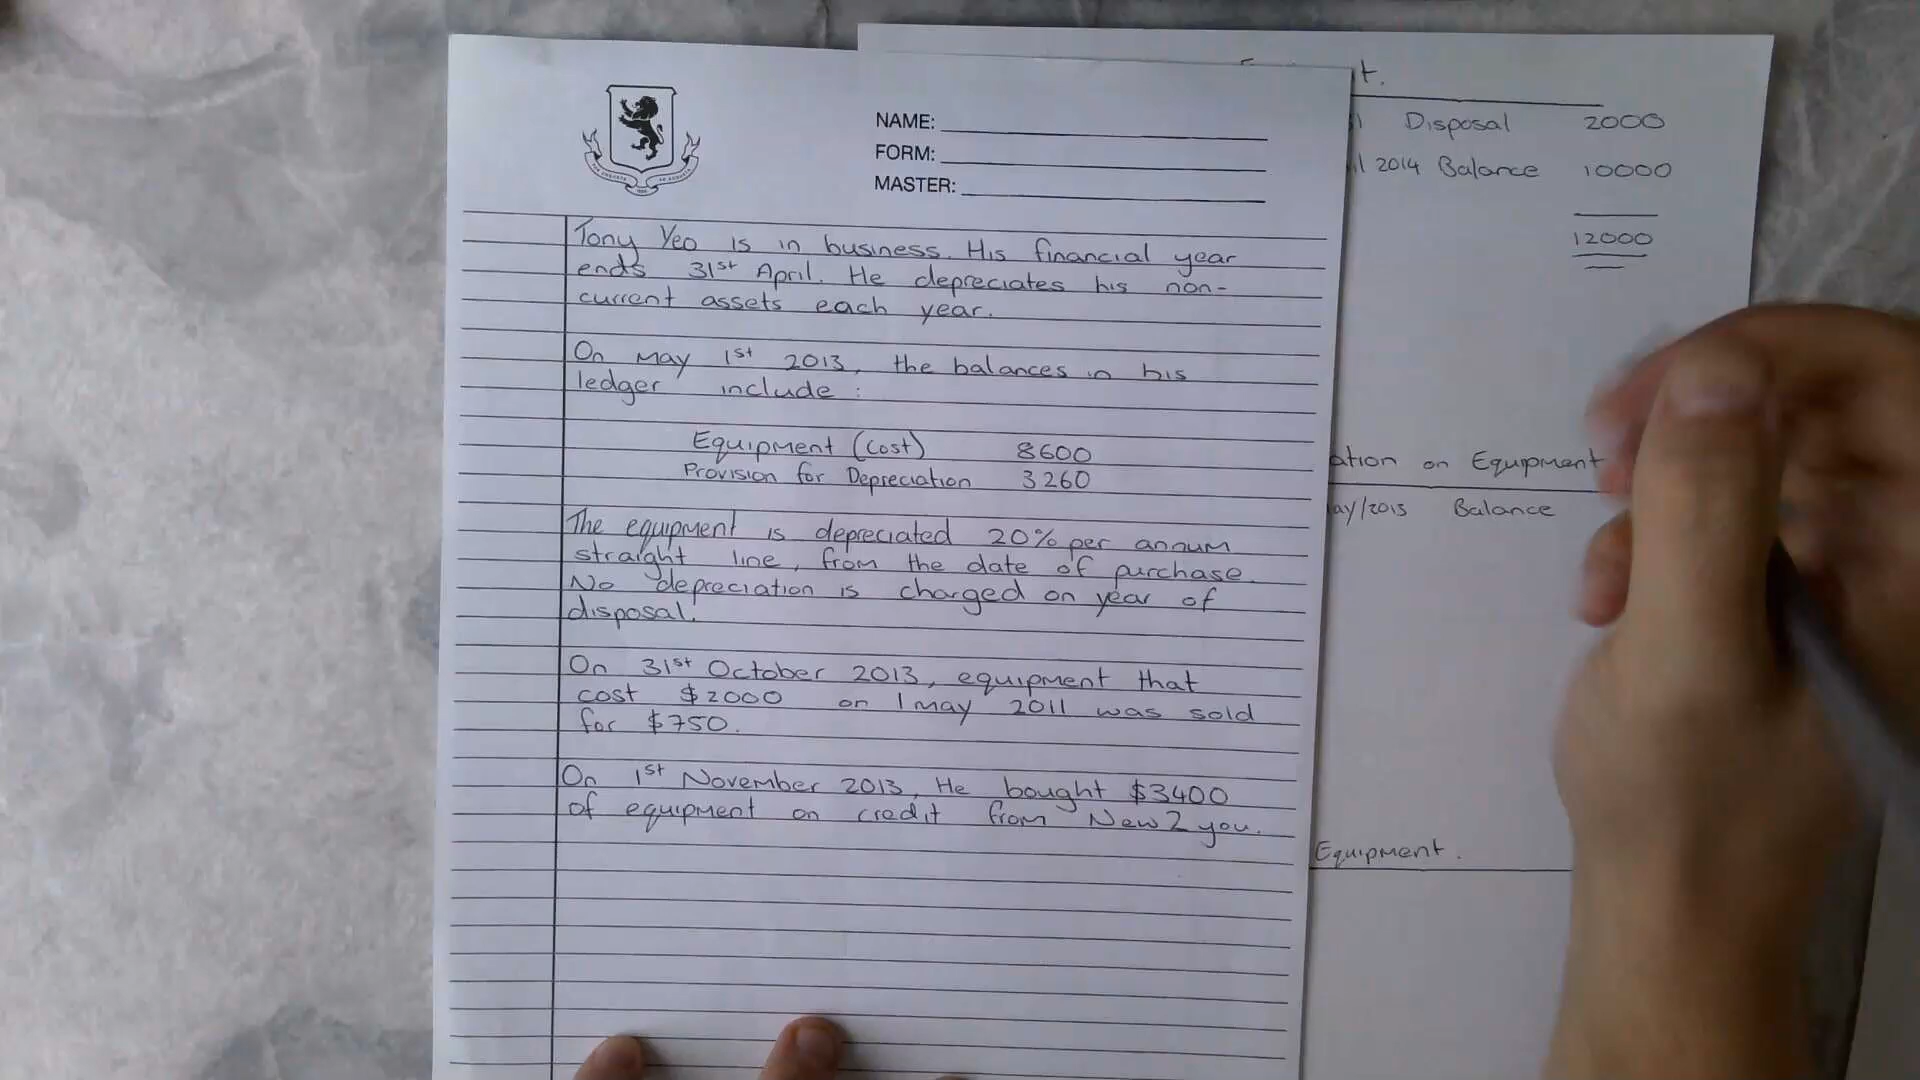 NAME:
FORM:
MASTER:
Tony Yeo is in business. His financial year
ends 31st April. He depreciates his non-
current assets each year.
On May 1st 2013, the balances in his
ledger include :
Equipment (cost) 8600
Provision for Depreciation 3260
The equipment is depreciated 20% per annum
straight line, from the date of purchase.
No depreciation is charged on year of
disposal.
On 31st October 2013, equipment that
cost $2000 on 1 May 2011 was sold
for $750.
On 1st November 2013, He bought $3400
of equipment on credit from New 2 you.
Disposal 2000
2014 Balance 10000
12000
on Equipment
Balance
Equipment.